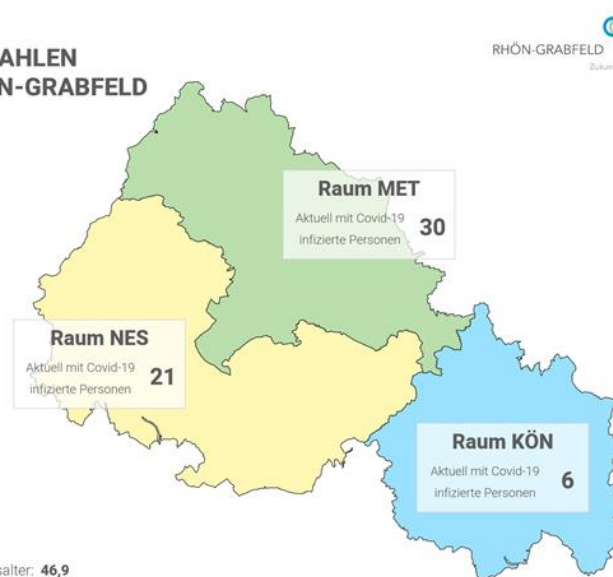 AHLEN
N-GRABFELD
RHÖN-GRABFELD
Raum MET
Aktuell mit Covid-19
infizierte Personen
30
Raum NES
Aktuell mit Covid-19
infizierte Personen
21
Raum KÖN
Aktuell mit Covid-19
infizierte Personen
6
salter: 46,9